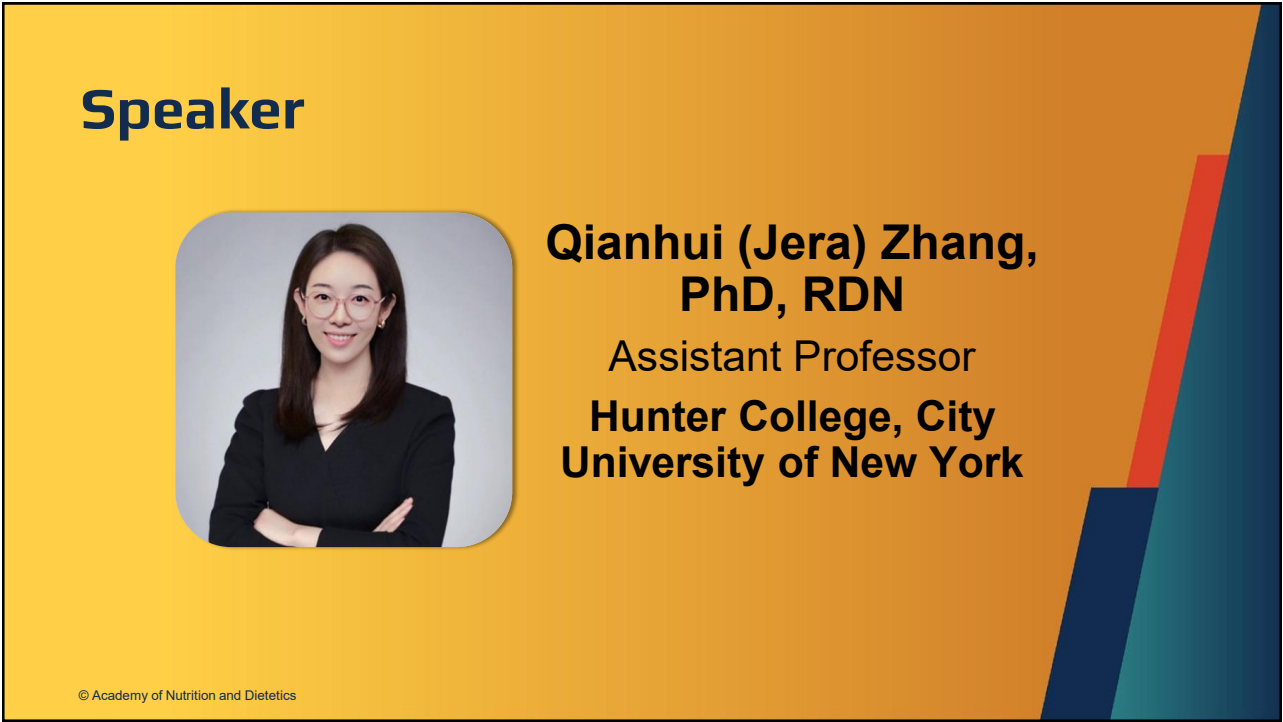 Speaker
Qianhui (Jera) Zhang,
PhD, RDN
Assistant Professor
Hunter College, City
University of New York
© Academy of Nutrition and Dietetics